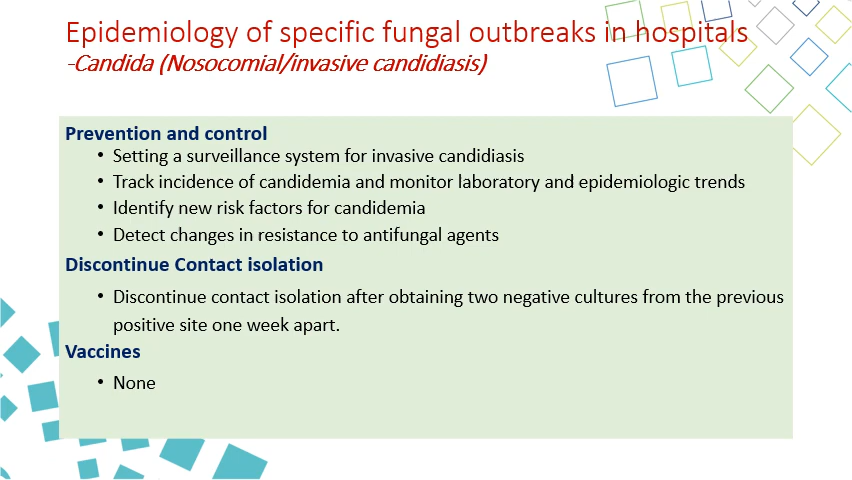 Epidemiology of specific fungal outbreaks in hospitals
-Candida (Nosocomial/invasive candidiasis)
Prevention and control
• Setting a surveillance system for invasive candidiasis
• Track incidence of candidemia and monitor laboratory and epidemiologic trends
• Identify new risk factors for candidemia
• Detect changes in resistance to antifungal agents
Discontinue Contact isolation
• Discontinue contact isolation after obtaining two negative cultures from the previous
positive site one week apart.
Vaccines
• None